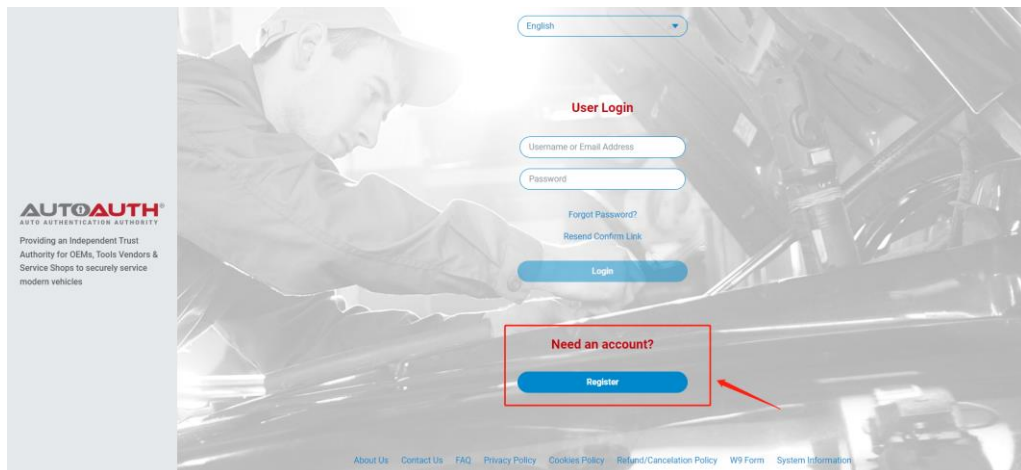 English
User Login
Username or Email Address
Password
Forgot Password?
Resend Confirm Link
Login
AUTOAUTH®
AUTO AUTHENTICATION AUTHORITY
Providing an Independent Trust
Authority for OEMs, Tools Vendors &
Service Shops to securely service
modern vehicles
Need an account?
Register
About Us Contact Us FAQ Privacy Policy Cookies Policy Refund/Cancelation Policy W9 Form System Information